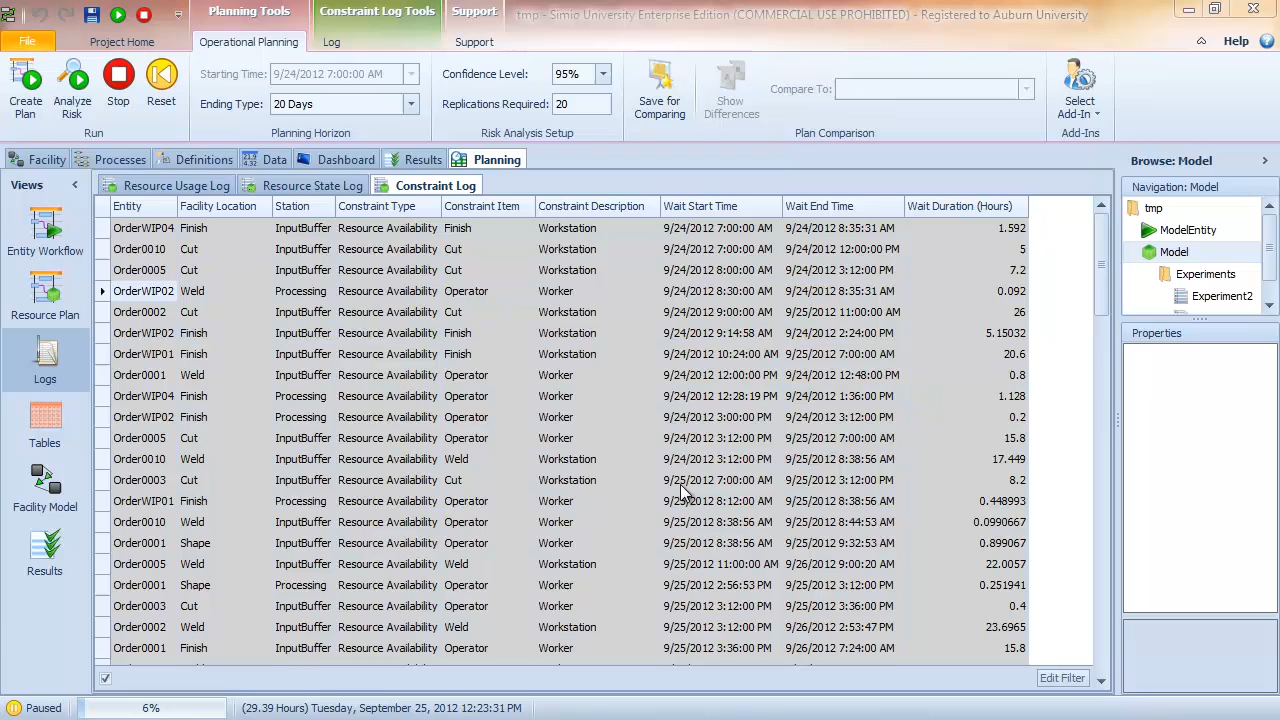 Planning Tools Constraint Log Tools Support tmp - Simio University Enterprise Edition (COMMERCIAL USE PROHIBITED) - Registered to Auburn University
File Project Home Operational Planning Log Support Help
Create Plan Analyze Risk Stop Reset
Run
Starting Time: 9/24/2012 7:00:00 AM
Ending Type: 20 Days
Planning Horizon
Confidence Level: 95%
Replications Required: 20
Risk Analysis Setup
Save for Comparing Show Differences Compare To:
Plan Comparison
Select Add-In
Add-Ins
Facility Processes Definitions Data Dashboard Results Planning
Views
Resource Usage Log Resource State Log Constraint Log
Entity Facility Location Station Constraint Type Constraint Item Constraint Description Wait Start Time Wait End Time Wait Duration (Hours)
OrderWIP04 Finish InputBuffer Resource Availability Finish Workstation 9/24/2012 7:00:00 AM 9/24/2012 8:35:31 AM 1.592
Order0010 Cut InputBuffer Resource Availability Cut Workstation 9/24/2012 7:00:00 AM 9/24/2012 12:00:00 PM 5
Order0005 Cut InputBuffer Resource Availability Cut Workstation 9/24/2012 8:00:00 AM 9/24/2012 3:12:00 PM 7.2
OrderWIP02 Weld Processing Resource Availability Operator Worker 9/24/2012 8:30:00 AM 9/24/2012 8:35:31 AM 0.092
Order0002 Cut InputBuffer Resource Availability Cut Workstation 9/24/2012 9:00:00 AM 9/25/2012 11:00:00 AM 26
OrderWIP02 Finish InputBuffer Resource Availability Finish Workstation 9/24/2012 9:14:58 AM 9/24/2012 2:24:00 PM 5.15032
OrderWIP01 Finish InputBuffer Resource Availability Finish Workstation 9/24/2012 10:24:00 AM 9/25/2012 7:00:00 AM 20.6
Order0001 Weld InputBuffer Resource Availability Operator Worker 9/24/2012 12:00:00 PM 9/24/2012 12:48:00 PM 0.8
OrderWIP04 Finish Processing Resource Availability Operator Worker 9/24/2012 12:28:19 PM 9/24/2012 1:36:00 PM 1.128
OrderWIP02 Finish Processing Resource Availability Operator Worker 9/24/2012 3:00:00 PM 9/24/2012 3:12:00 PM 0.2
Order0005 Cut InputBuffer Resource Availability Operator Worker 9/24/2012 3:12:00 PM 9/25/2012 7:00:00 AM 15.8
Order0010 Weld InputBuffer Resource Availability Weld Workstation 9/24/2012 3:12:00 PM 9/25/2012 8:38:56 AM 17.449
Order0003 Cut InputBuffer Resource Availability Cut Workstation 9/25/2012 7:00:00 AM 9/25/2012 3:12:00 PM 8.2
OrderWIP01 Finish Processing Resource Availability Operator Worker 9/25/2012 8:12:00 AM 9/25/2012 8:38:56 AM 0.448993
Order0010 Weld InputBuffer Resource Availability Operator Worker 9/25/2012 8:38:56 AM 9/25/2012 8:44:53 AM 0.0990667
Order0001 Shape InputBuffer Resource Availability Operator Worker 9/25/2012 8:38:56 AM 9/25/2012 9:32:53 AM 0.899067
Order0005 Weld InputBuffer Resource Availability Weld Workstation 9/25/2012 11:00:00 AM 9/26/2012 9:00:20 AM 22.0057
Order0001 Shape Processing Resource Availability Operator Worker 9/25/2012 2:56:53 PM 9/25/2012 3:12:00 PM 0.251941
Order0003 Cut InputBuffer Resource Availability Operator Worker 9/25/2012 3:12:00 PM 9/25/2012 3:36:00 PM 0.4
Order0002 Weld InputBuffer Resource Availability Weld Workstation 9/25/2012 3:12:00 PM 9/26/2012 2:53:47 PM 23.6965
Order0001 Finish InputBuffer Resource Availability Operator Worker 9/25/2012 3:36:00 PM 9/26/2012 7:24:00 AM 15.8
Entity Workflow
Resource Plan
Logs
Tables
Facility Model
Results
Edit Filter
Browse: Model
Navigation: Model
tmp
ModelEntity
Model
Experiments
Experiment2
Properties
Paused 6% (29.39 Hours) Tuesday, September 25, 2012 12:23:31 PM